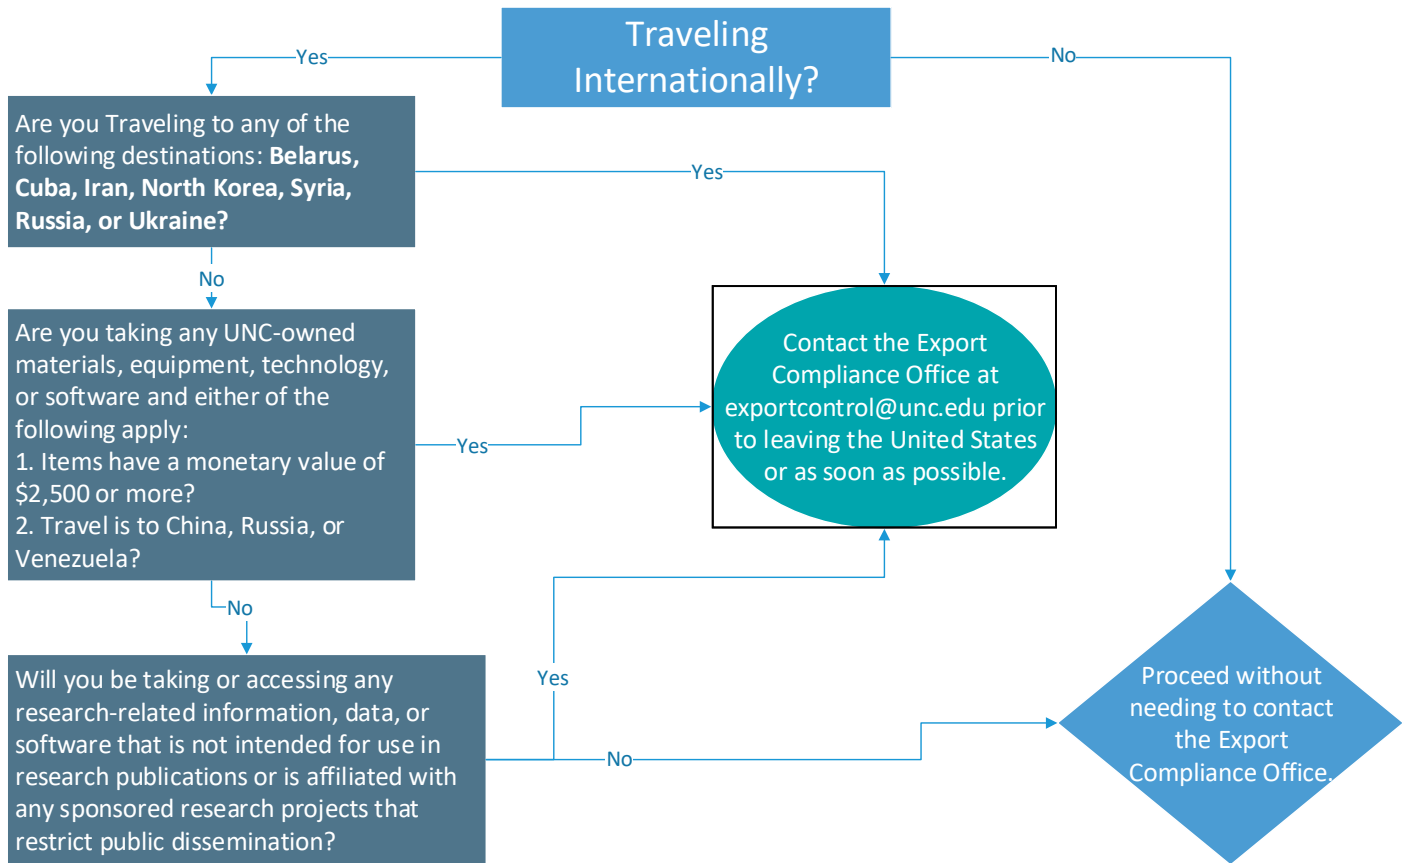 Traveling
Internationally?
Yes
No
Are you Traveling to any of the
following destinations: Belarus,
Cuba, Iran, North Korea, Syria,
Russia, or Ukraine?
Yes
No
Are you taking any UNC-owned
materials, equipment, technology,
or software and either of the
following apply:
1. Items have a monetary value of
$2,500 or more?
2. Travel is to China, Russia, or
Venezuela?
Yes
Contact the Export
Compliance Office at
exportcontrol@unc.edu prior
to leaving the United States
or as soon as possible.
No
Will you be taking or accessing any
research-related information, data, or
software that is not intended for use in
research publications or is affiliated with
any sponsored research projects that
restrict public dissemination?
Yes
No
Proceed without
needing to contact
the Export
Compliance Office.